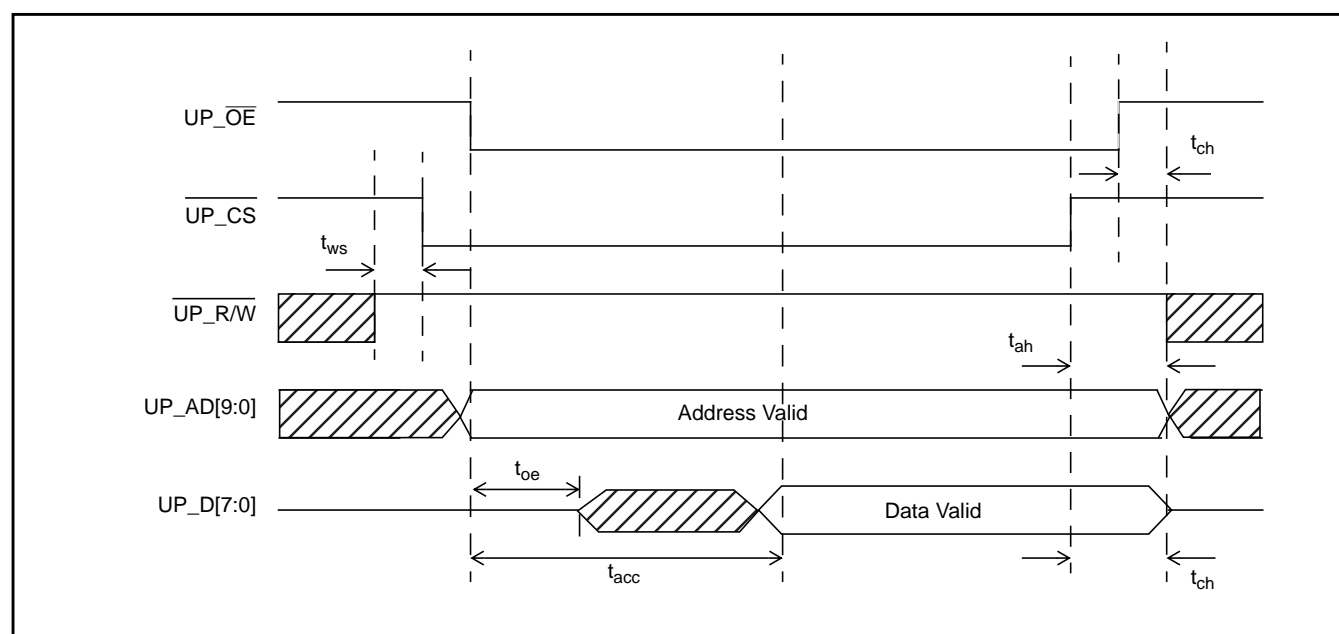 UP_OE
t_ch
UP_CS
t_ws
UP_R/W
t_ah
UP_AD[9:0]
Address Valid
t_oe
UP_D[7:0]
Data Valid
t_acc
t_ch